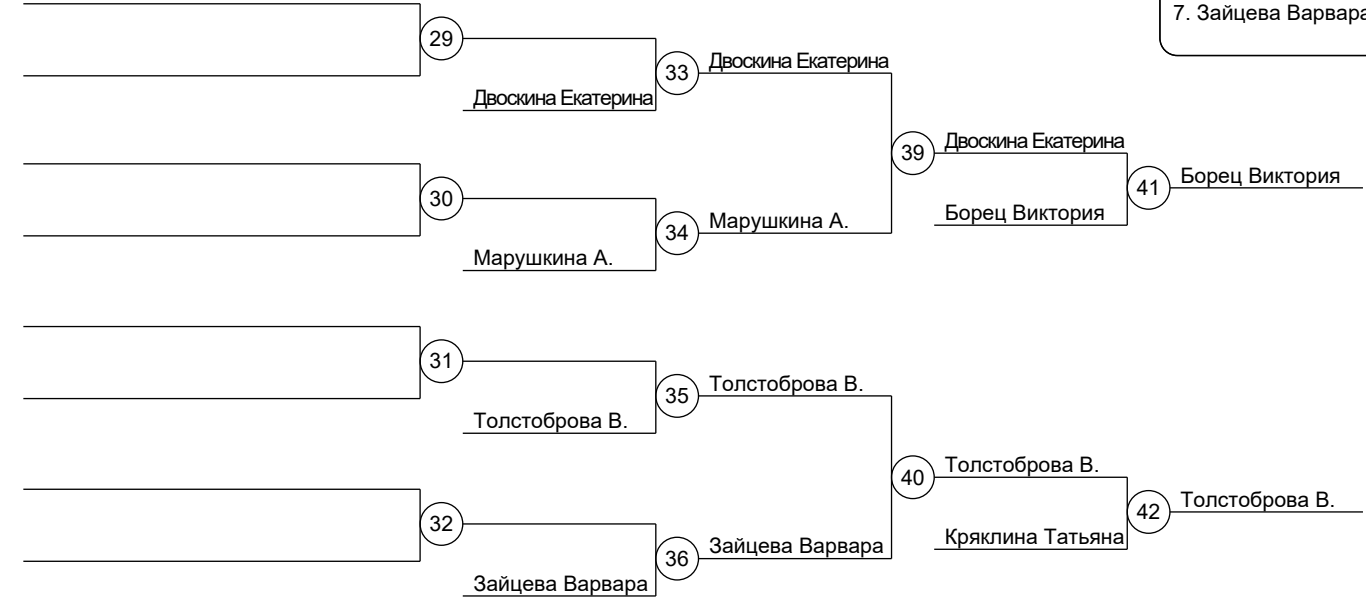 7. Зайцева Варвара
29
33
Двоскина Екатерина
Двоскина Екатерина
39
Двоскина Екатерина
41
Борец Виктория
30
34
Марушкина А.
Борец Виктория
Марушкина А.
31
35
Толстоброва В.
Толстоброва В.
40
Толстоброва В.
42
Толстоброва В.
32
36
Зайцева Варвара
Кряклина Татьяна
Зайцева Варвара